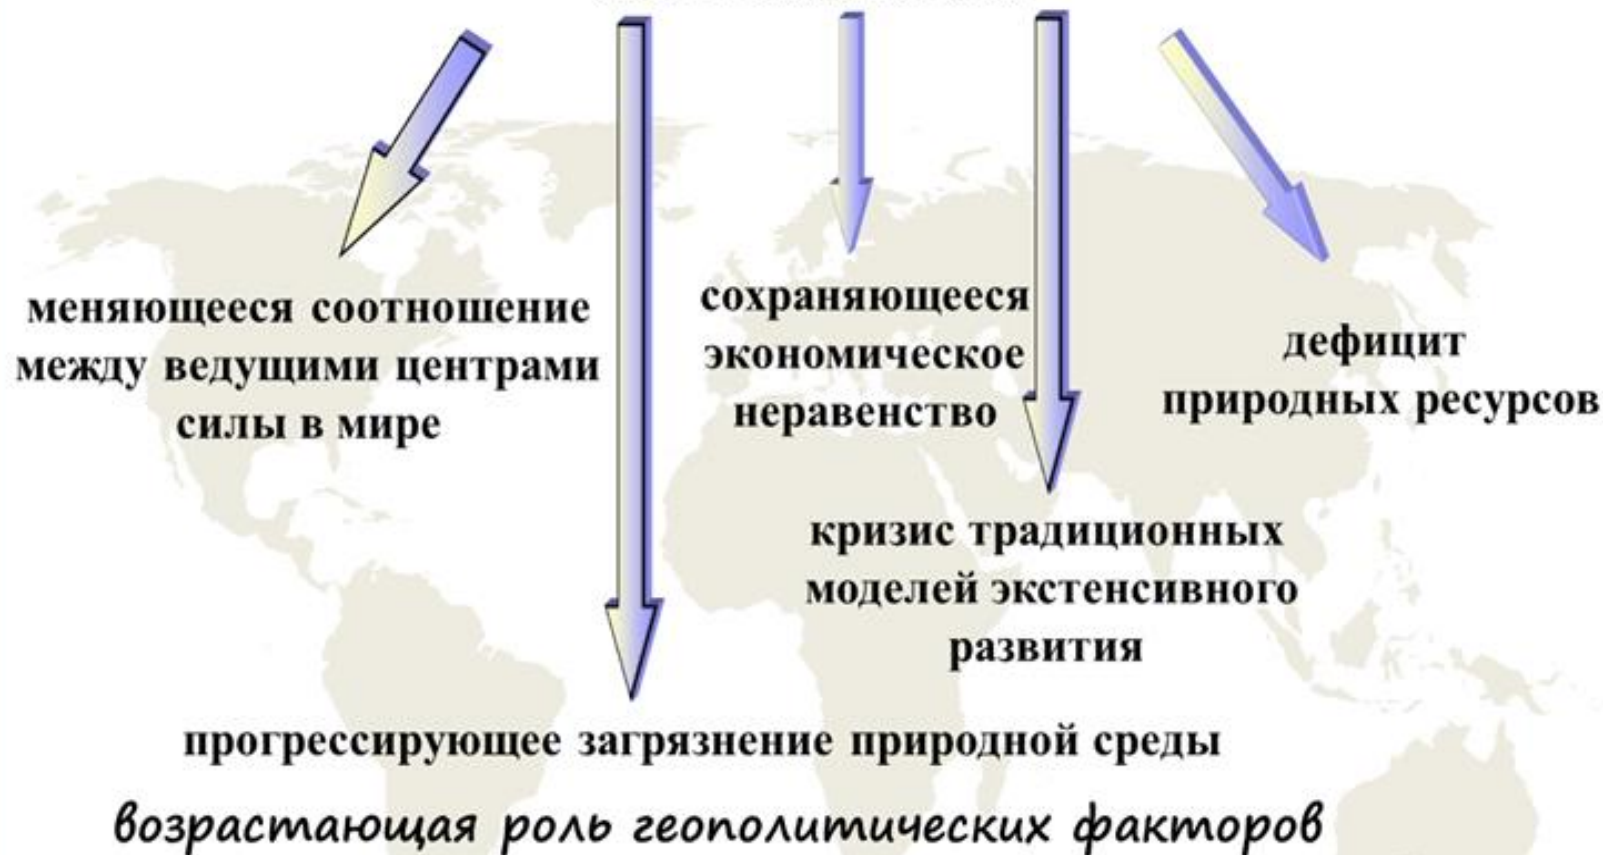 меняющееся соотношение
между ведущими центрами
силы в мире
сохраняющееся
экономическое
неравенство
дефицит
природных ресурсов
кризис традиционных
моделей экстенсивного
развития
прогрессирующее загрязнение природной среды
возрастающая роль геополитических факторов